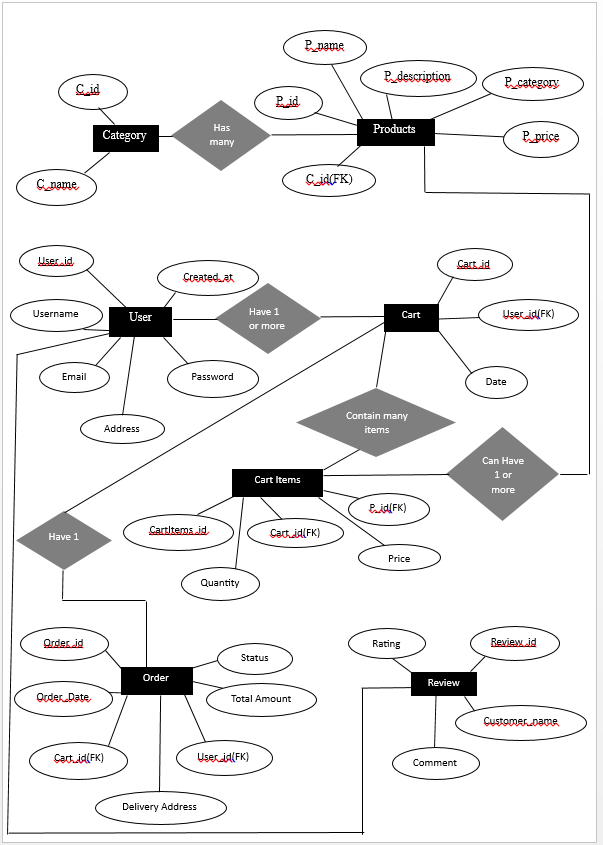 P_name
P_description
P_category
C_id
P_id
Has
many
Category
Products
P_price
C_name
C_id(FK)
User_id
Created_at
Cart_id
Username
User
Have 1
or more
Cart
User_id(FK)
Email
Password
Date
Address
Contain many
items
Can Have
1 or
more
Cart Items
P_id(FK)
CartItems_id
Cart_id(FK)
Have 1
Price
Quantity
Order_id
Status
Rating
Review_id
Order
Review
Order_Date
Total Amount
Customer_name
Cart_id(FK)
User_id(FK)
Comment
Delivery Address